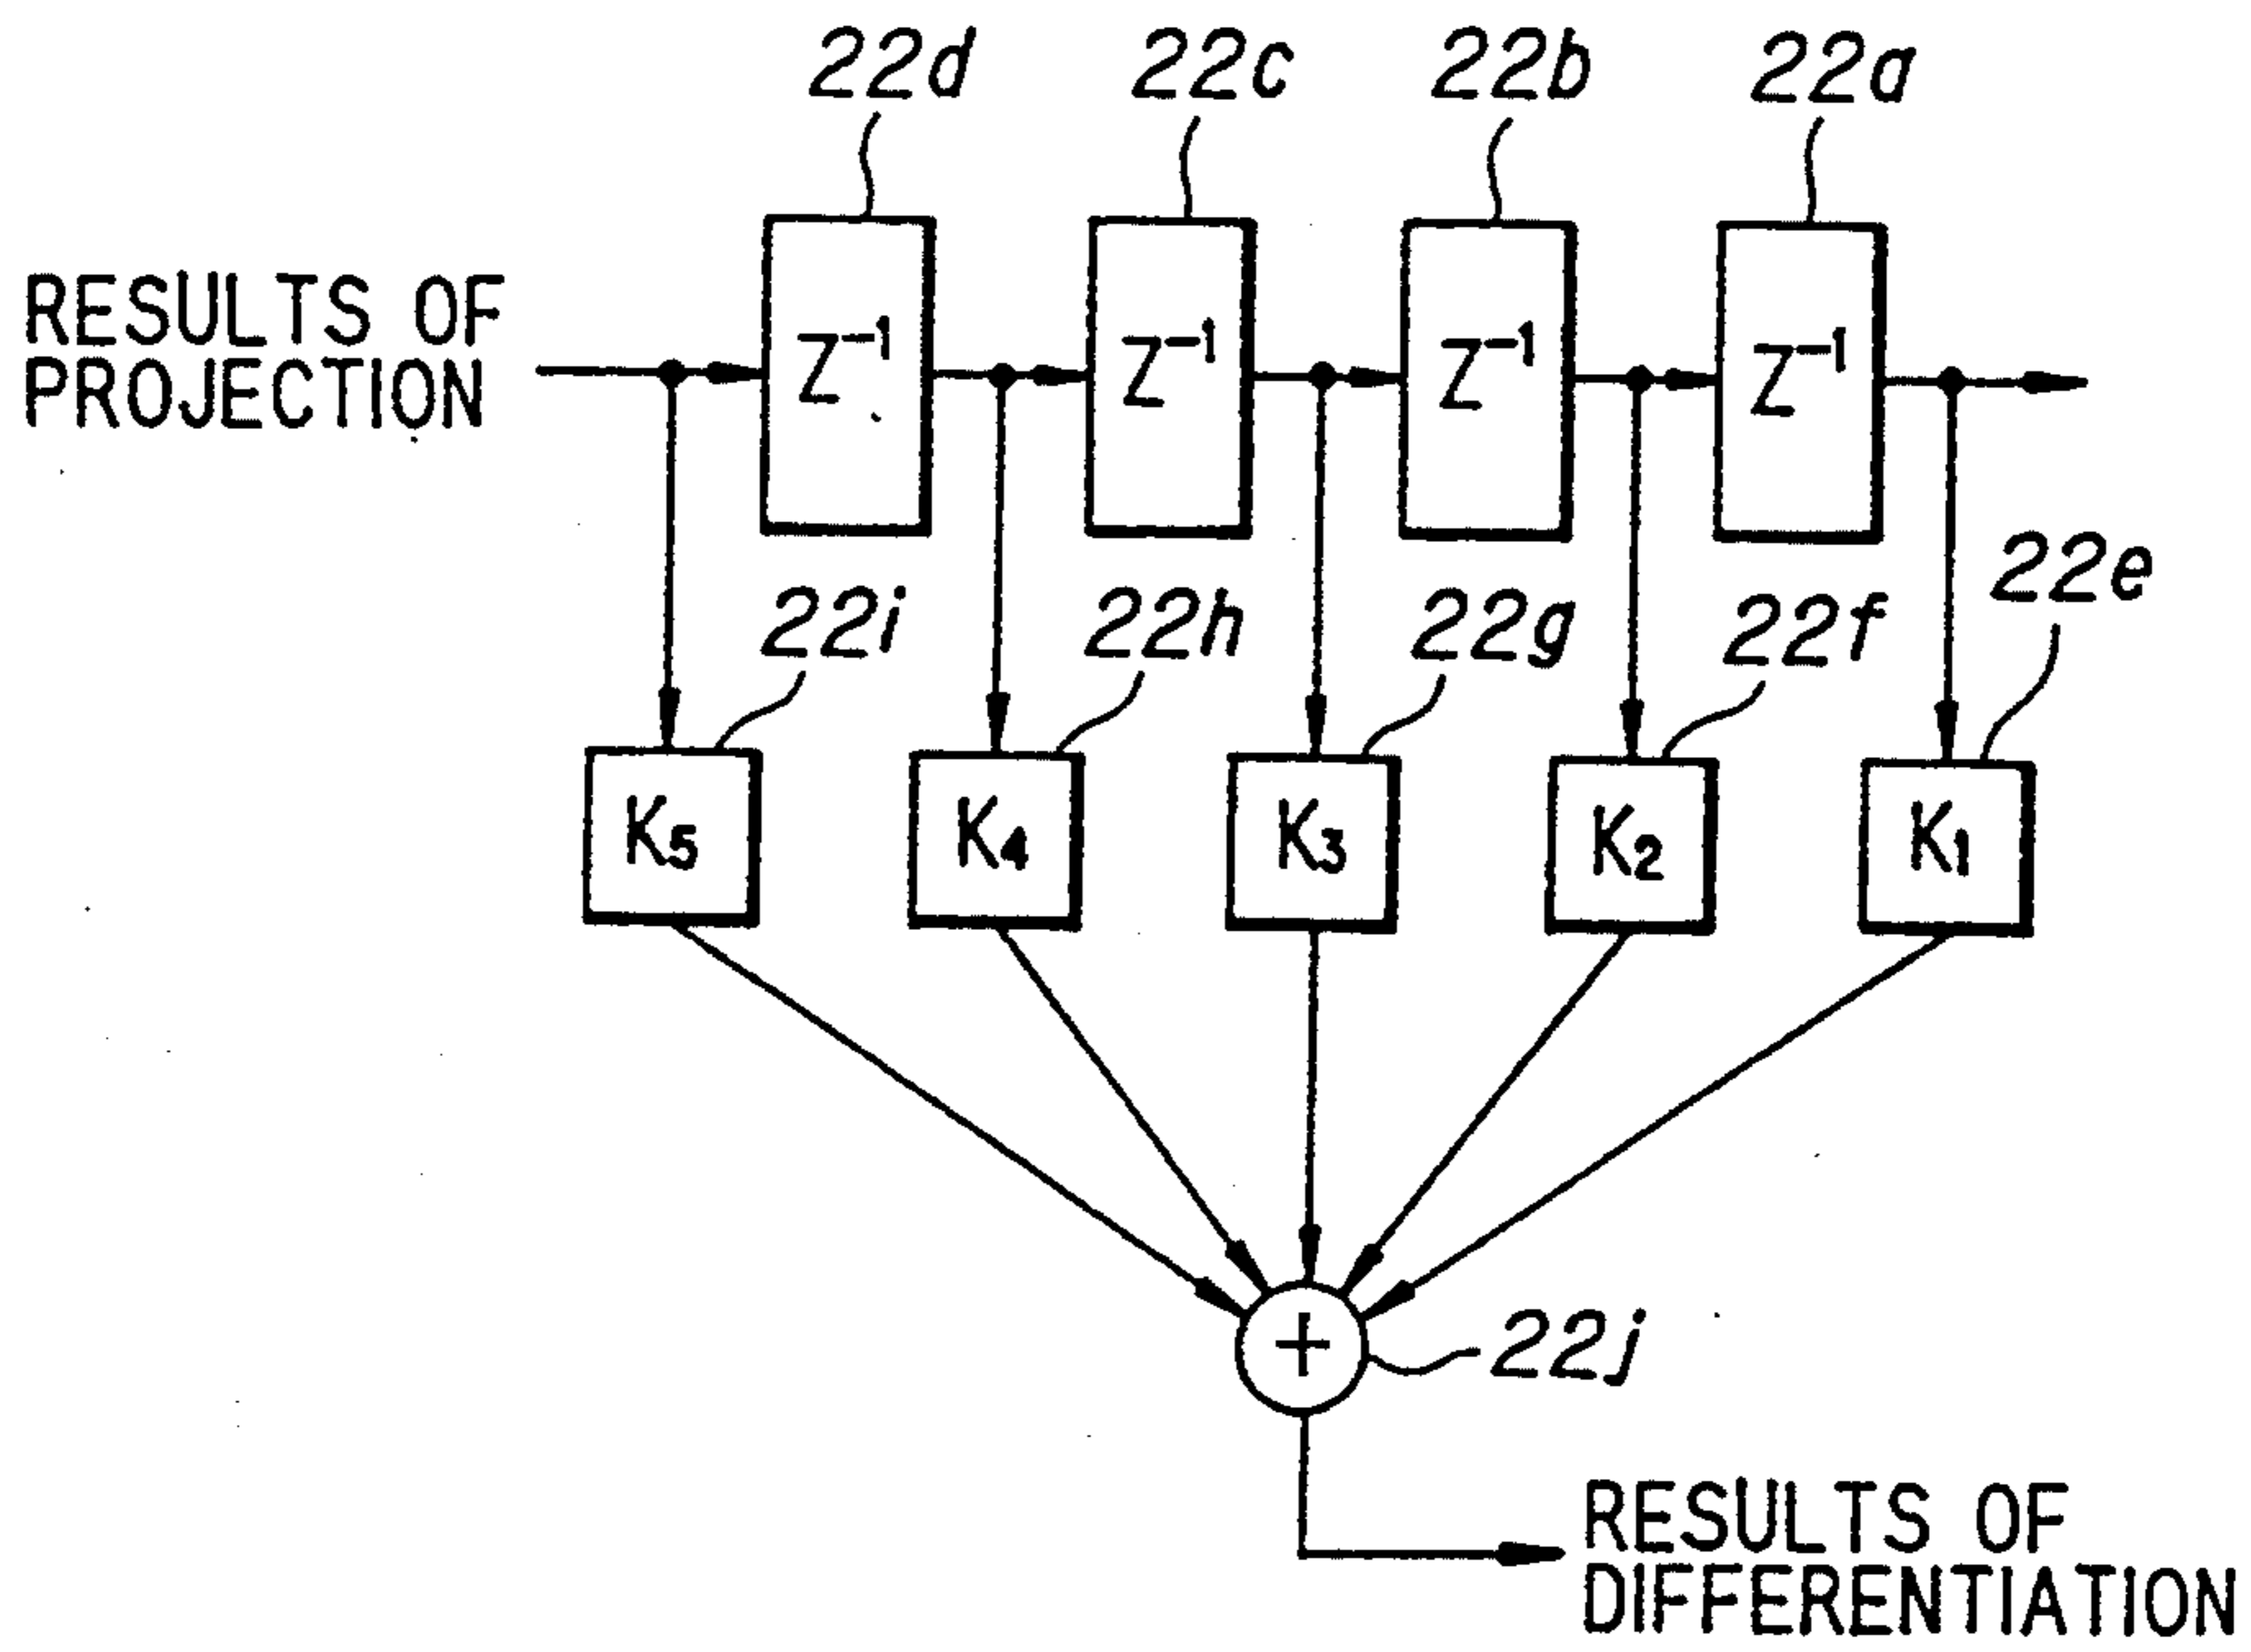 22d 22c 22b 22a
RESULTS OF
PROJECTION
Z⁻¹ Z⁻¹ Z⁻¹ Z⁻¹
22i 22h 22g 22f 22e
K₅ K₄ K₃ K₂ K₁
+
22j
RESULTS OF
DIFFERENTIATION